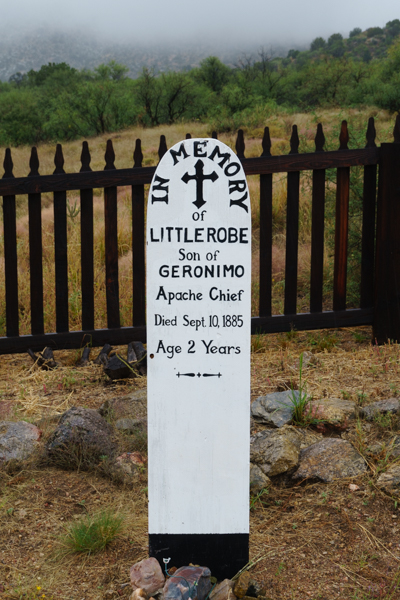 IN MEMORY
of
LITTLEROBE
Son of
GERONIMO
Apache Chief
Died Sept. 10, 1885
Age 2 Years